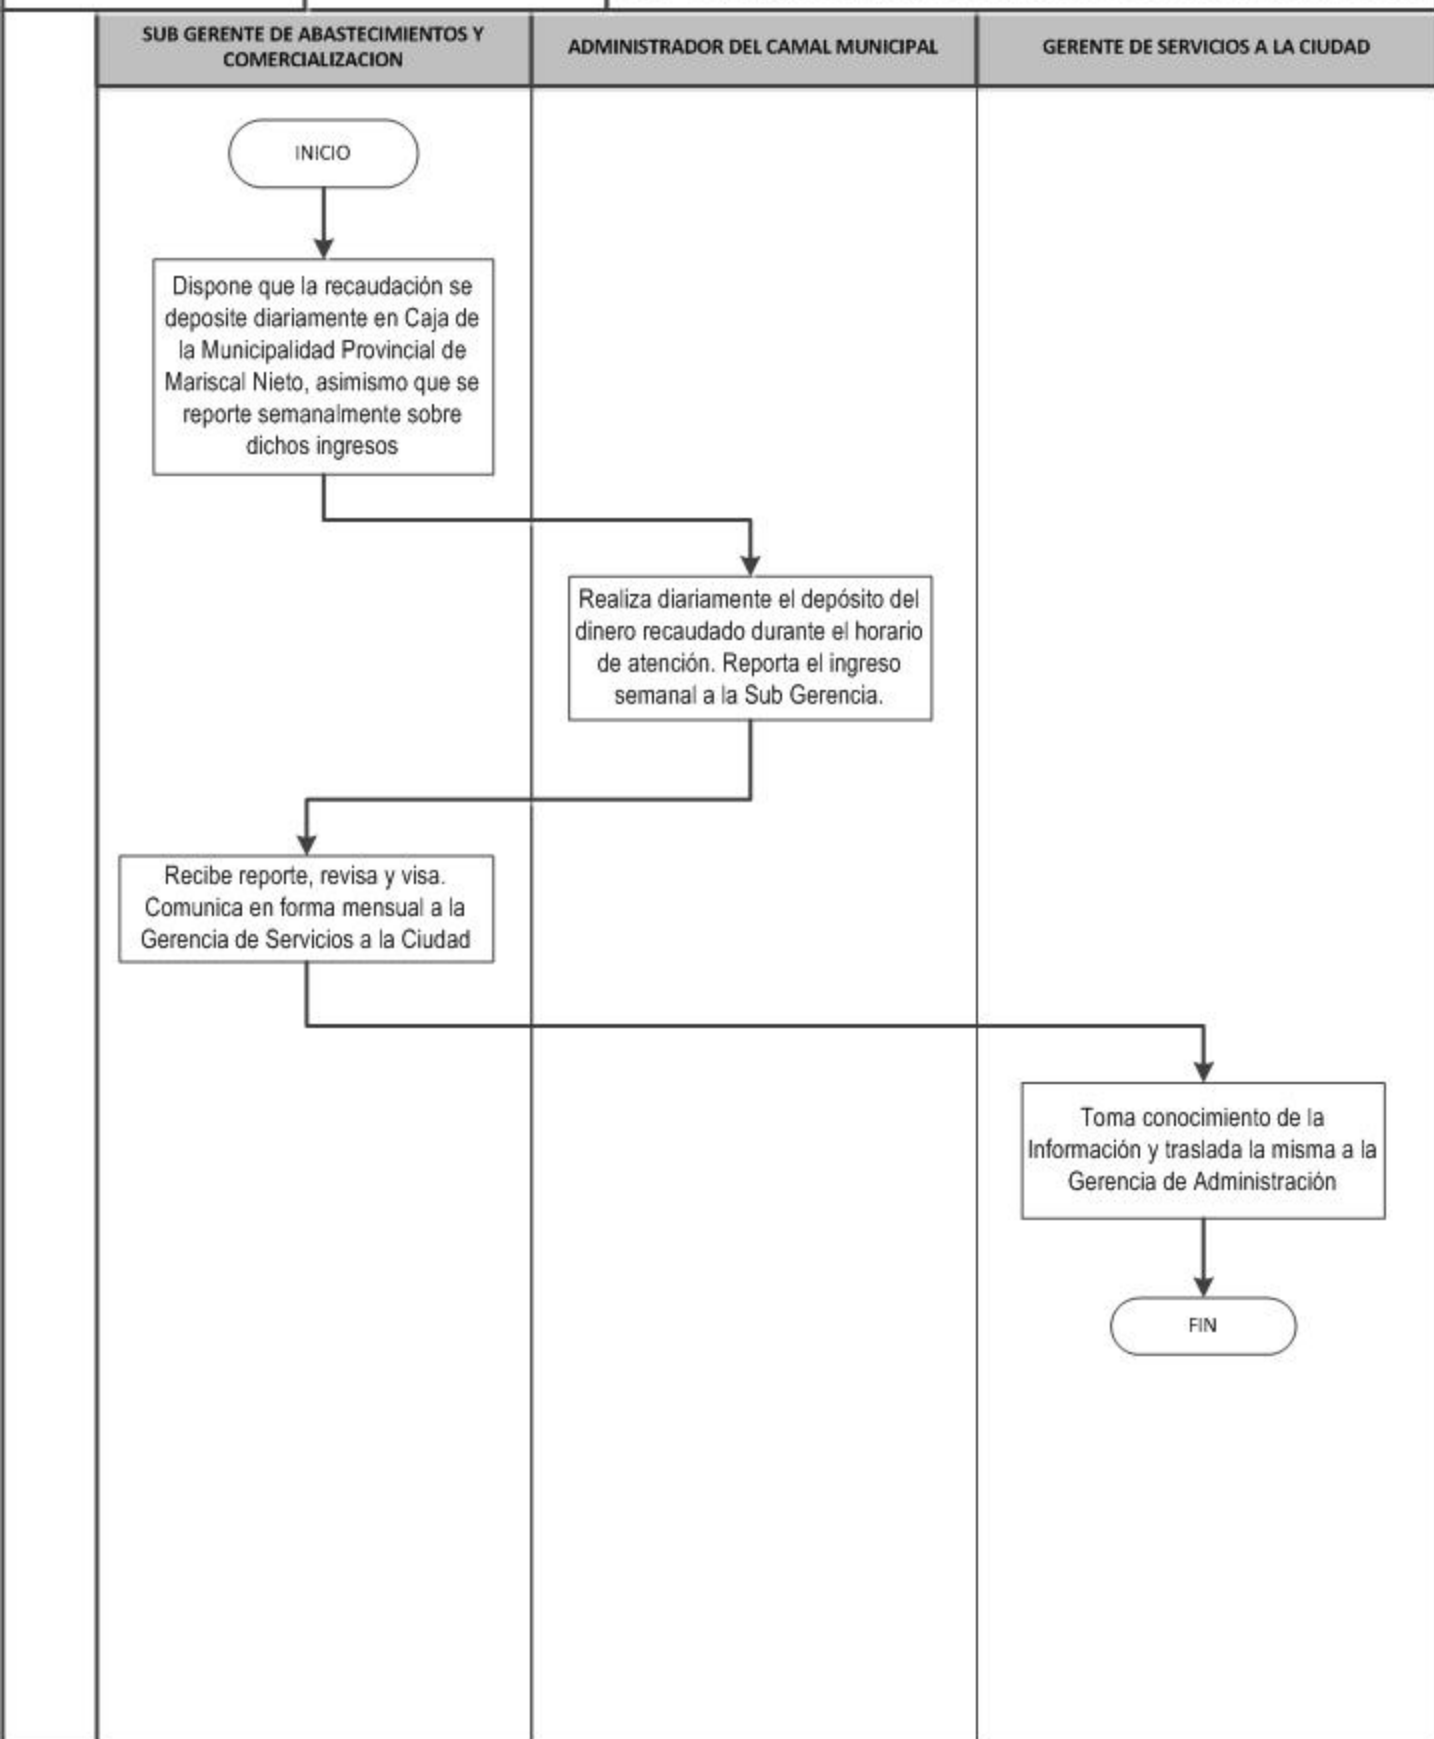 SUB GERENTE DE ABASTECIMIENTOS Y
COMERCIALIZACION
ADMINISTRADOR DEL CAMAL MUNICIPAL
GERENTE DE SERVICIOS A LA CIUDAD
INICIO
Dispone que la recaudación se
deposite diariamente en Caja de
la Municipalidad Provincial de
Mariscal Nieto, asimismo que se
reporte semanalmente sobre
dichos ingresos
Realiza diariamente el depósito del
dinero recaudado durante el horario
de atención. Reporta el ingreso
semanal a la Sub Gerencia.
Recibe reporte, revisa y visa.
Comunica en forma mensual a la
Gerencia de Servicios a la Ciudad
Toma conocimiento de la
Información y traslada la misma a la
Gerencia de Administración
FIN